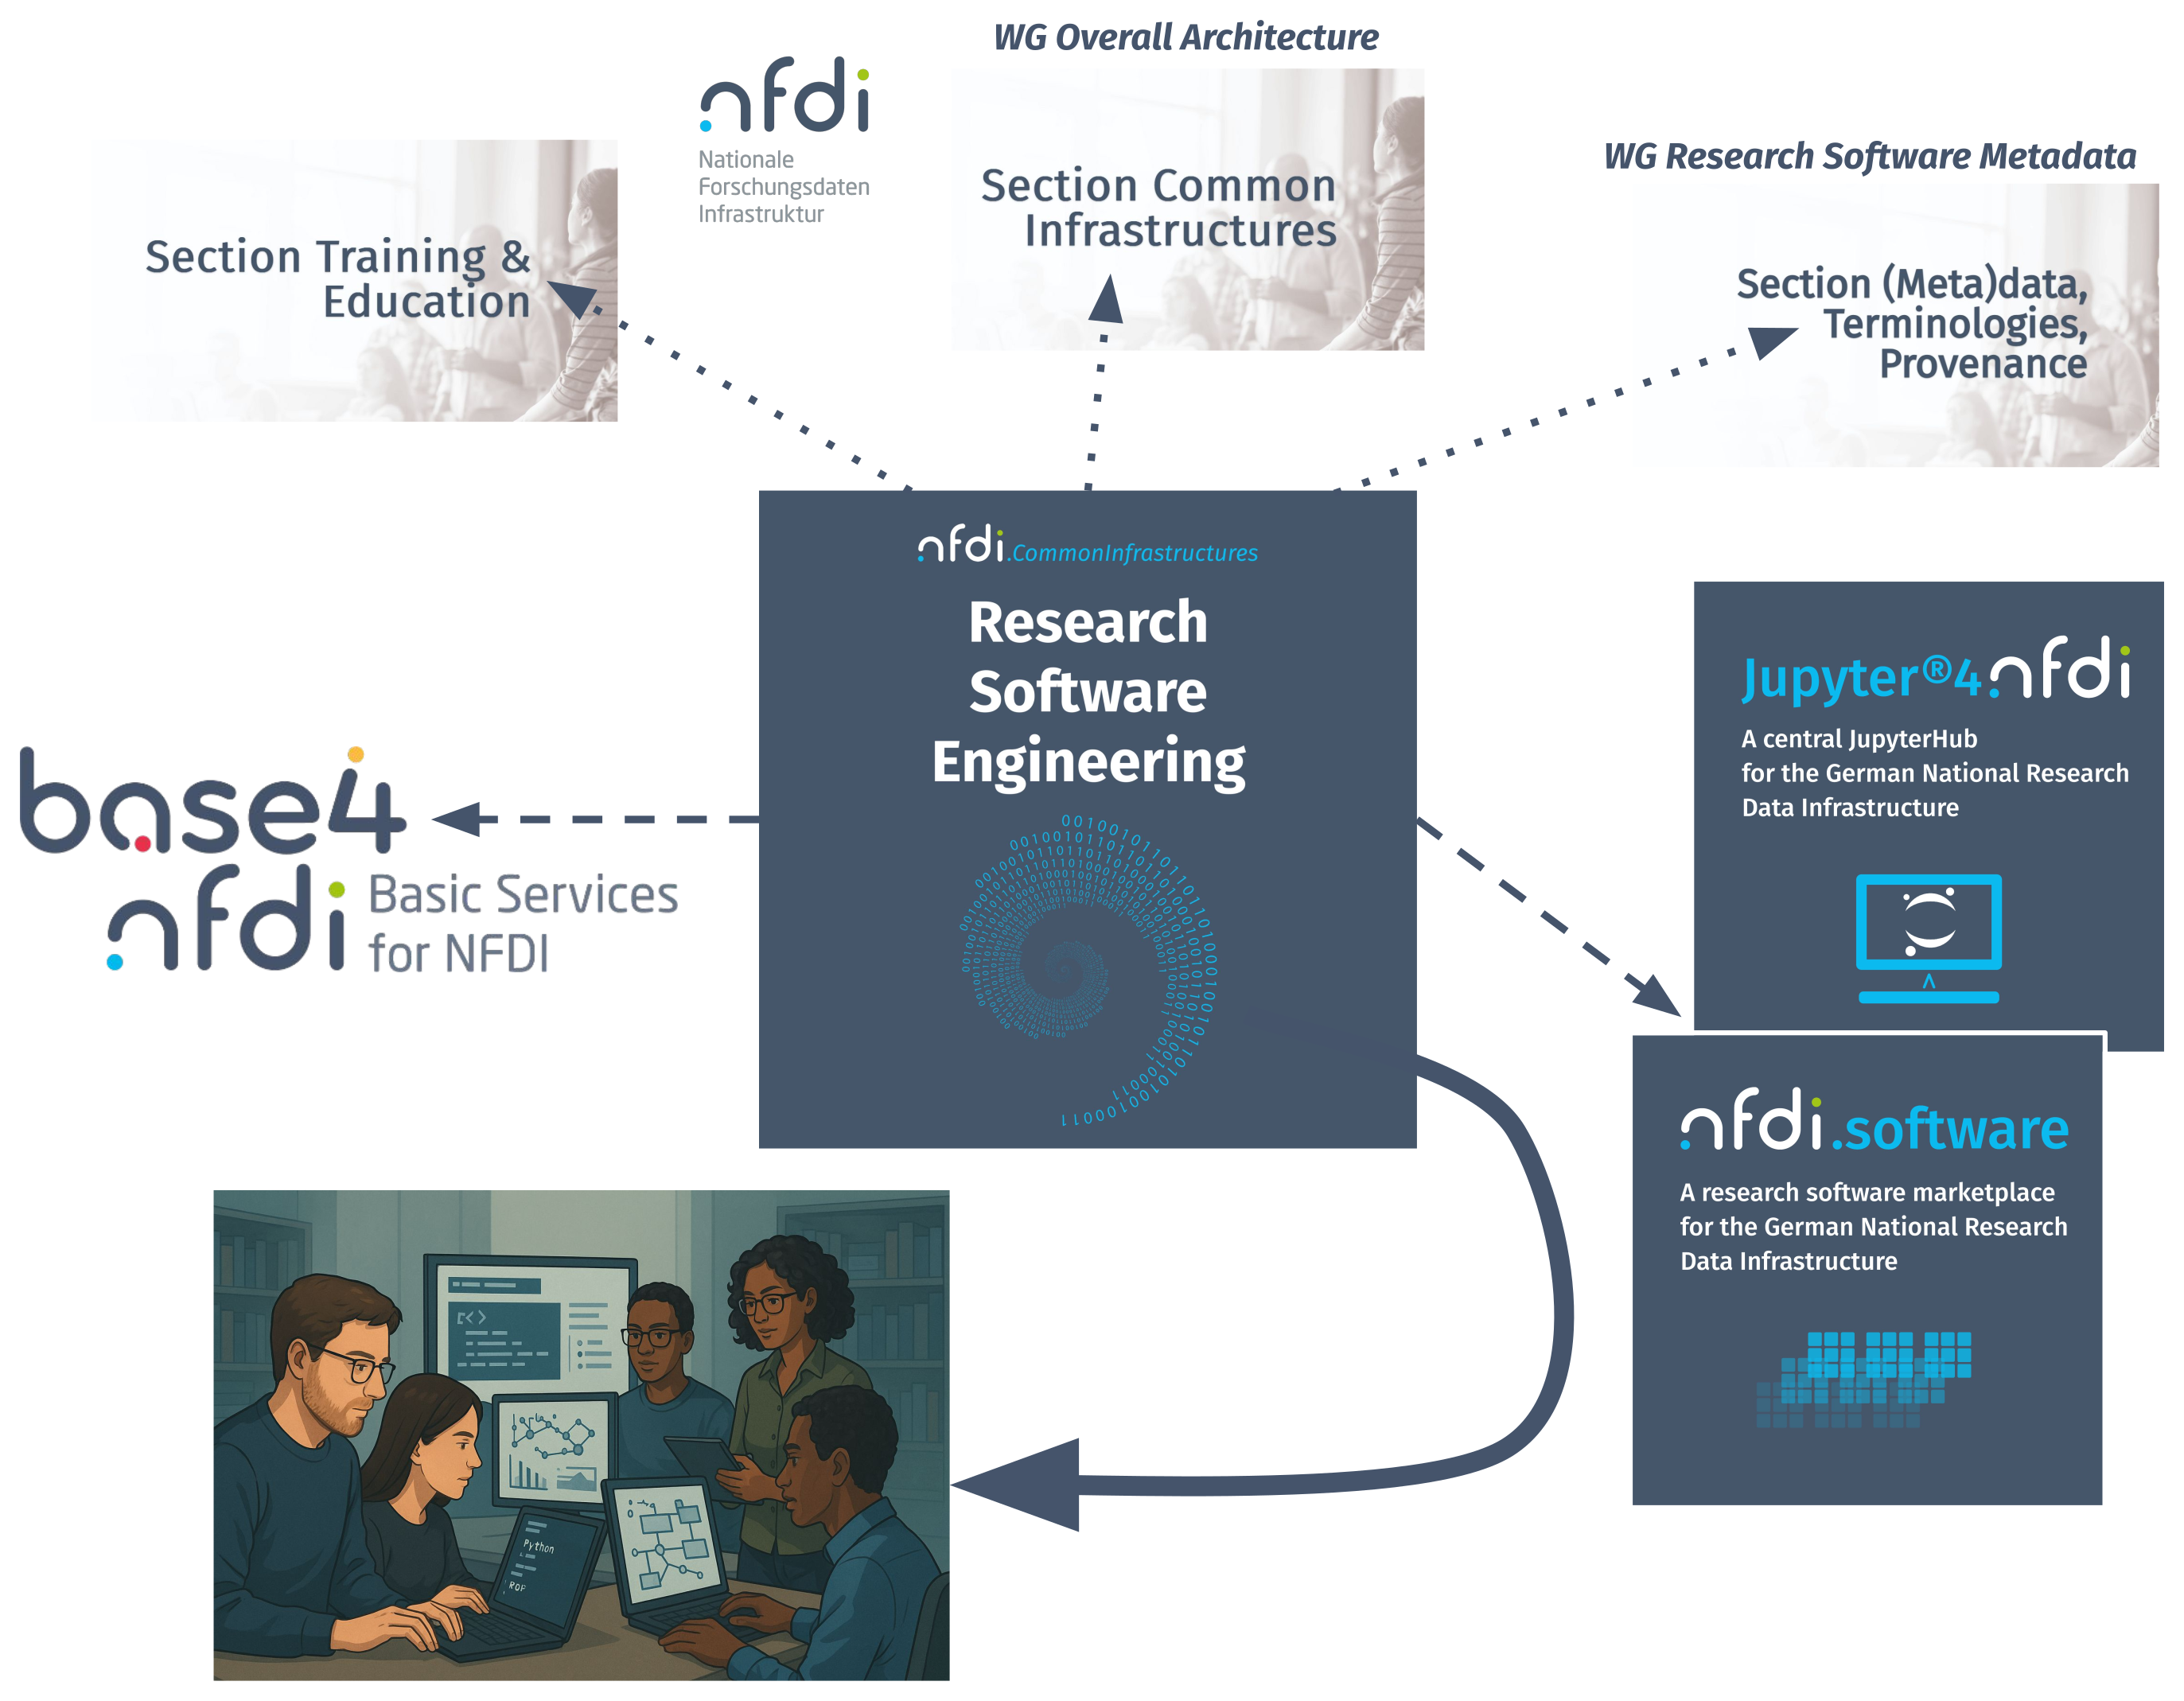 WG Overall Architecture
nfdi
Nationale
Forschungsdaten
Infrastruktur
Section Common
Infrastructures
WG Research Software Metadata
Section Training &
Education
Section (Meta)data,
Terminologies,
Provenance
nfdi.CommonInfrastructures
Research
Software
Engineering
Jupyter®4nfdi
A central JupyterHub
for the German National Research
Data Infrastructure
base4
nfdi
Basic Services
for NFDI
nfdi.software
A research software marketplace
for the German National Research
Data Infrastructure
Python